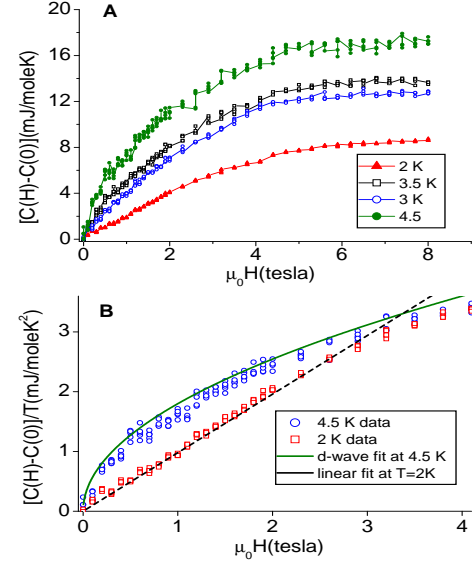 A
[C(H)-C(0)][mJ/moleK]
20
16
12
8
4
0
2 K
3.5 K
3 K
4.5
0 2 4 6 8
μ₀H(tesla)
B
[C(H)-C(0)]/T(mJ/moleK²)
3
2
1
0
4.5 K data
2 K data
d-wave fit at 4.5 K
linear fit at T=2K
0 1 2 3 4
μ₀H(tesla)